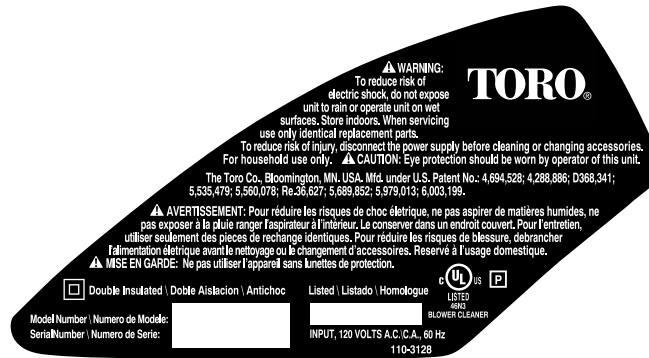 ⚠ WARNING:
To reduce risk of
electric shock, do not expose
unit to rain or operate unit on wet
surfaces. Store indoors. When servicing
use only identical replacement parts.
To reduce risk of injury, disconnect the power supply before cleaning or changing accessories.
For household use only. ⚠ CAUTION: Eye protection should be worn by operator of this unit.
TORO®
The Toro Co., Bloomington, MN. USA. Mfd. under U.S. Patent No.: 4,694,528; 4,288,886; D368,341;
5,535,479; 5,560,078; Re.36,627; 5,689,852; 5,979,013; 6,003,199.
⚠ AVERTISSEMENT: Pour réduire les risques de choc életrique, ne pas aspirer de matières humides, ne
pas exposer à la pluie ranger l'aspirateur à l'intérieur. Le conserver dans un endroit couvert. Pour l'entretien,
utiliser seulement des pieces de rechange identiques. Pour réduire les risques de blessure, debrancher
l'alimentation életrique avant le nettoyage ou le changement d'accessoires. Reservé à l'usage domestique.
⚠ MISE EN GARDE: Ne pas utiliser l'appareil sans lunettes de protection.
Double Insulated \ Doble Aislacion \ Antichoc
Listed \ Listado \ Homologue
c UL US P
LISTED
46N3
BLOWER CLEANER
Model Number \ Numero de Modele:
Serial Number \ Numero de Serie:
INPUT, 120 VOLTS A.C.\C.A., 60 Hz
110-3128